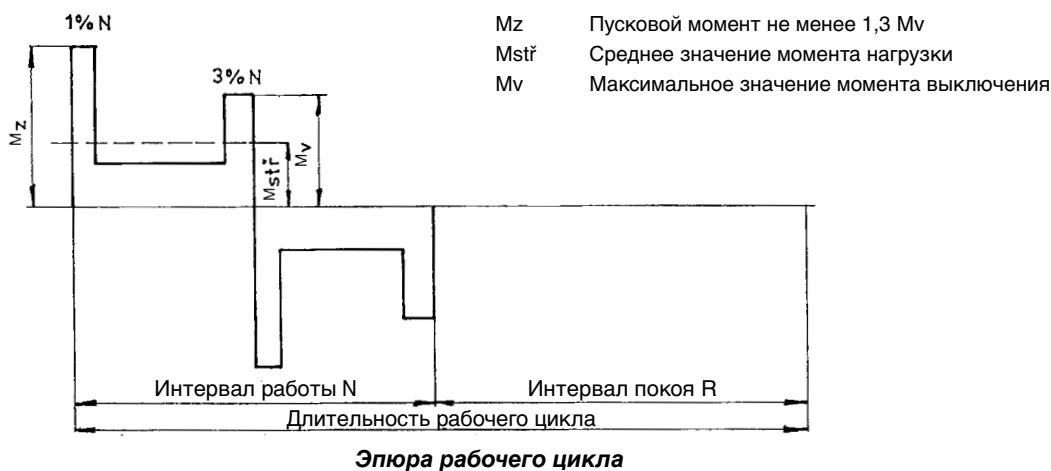 1% N
Mz Пусковой момент не менее 1,3 Mv
Mstř Среднее значение момента нагрузки
3% N
Mv Максимальное значение момента выключения
Mz
Mstř
Mv
Интервал работы N
Интервал покоя R
Длительность рабочего цикла
Эпюра рабочего цикла